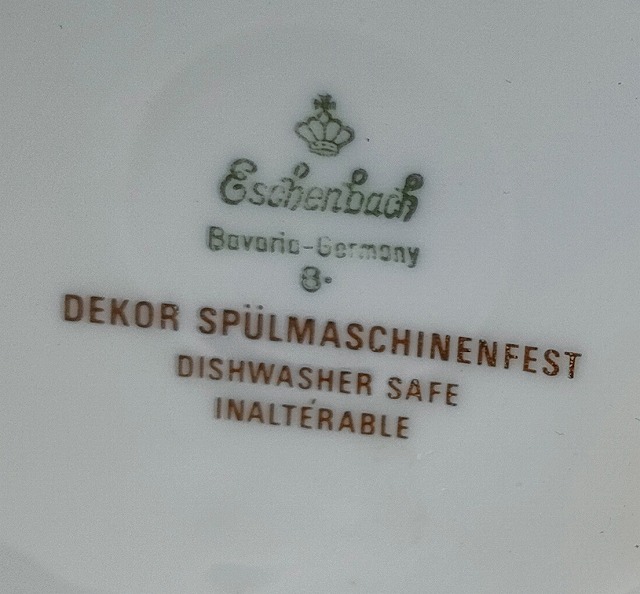 Eschenbach
Bavaria-Germany
8.
DEKOR SPÜLMASCHINENFEST
DISHWASHER SAFE
INALTÉRABLE